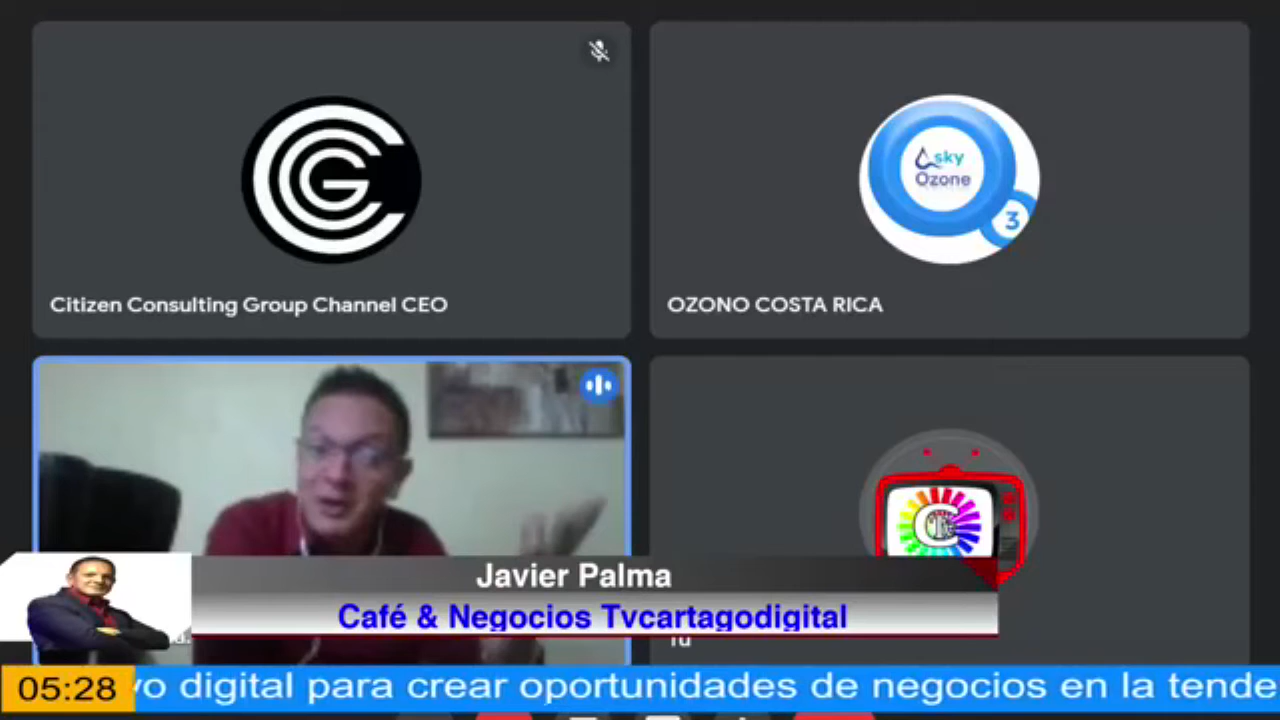 Citizen Consulting Group Channel CEO
sky
Ozone
3
OZONO COSTA RICA
Javier Palma
Café & Negocios Tvcartagodigital
Tú
05:28
vo digital para crear oportunidades de negocios en la tende